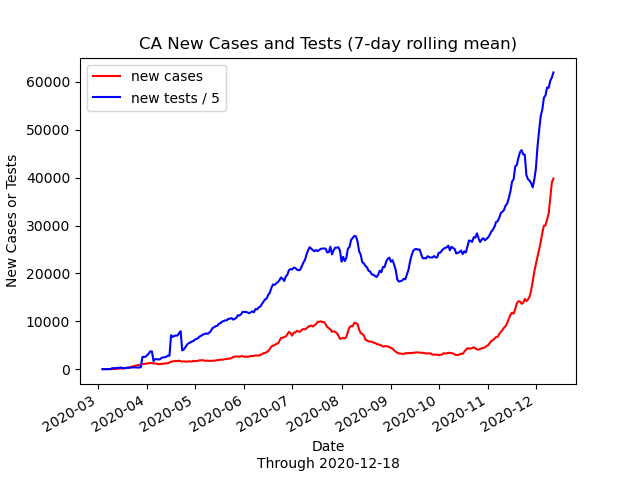 CA New Cases and Tests (7-day rolling mean)
new cases
new tests / 5
60000
50000
40000
30000
20000
10000
0
New Cases or Tests
2020-03
2020-04
2020-05
2020-06
2020-07
2020-08
2020-09
2020-10
2020-11
2020-12
Date
Through 2020-12-18